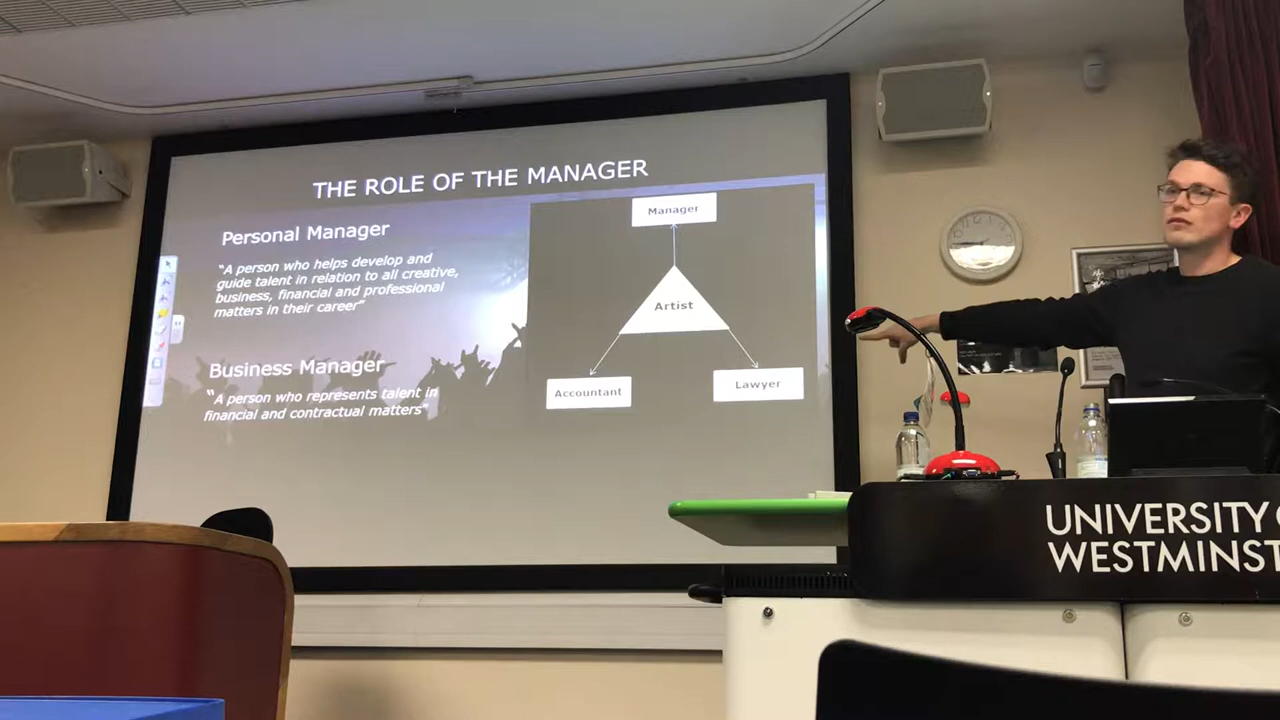 THE ROLE OF THE MANAGER
Personal Manager
“A person who helps develop and
guide talent in relation to all creative,
business, financial and professional
matters in their career”
Business Manager
“A person who represents talent in
financial and contractual matters”
Manager
Artist
Accountant
Lawyer
UNIVERSITY
WESTMINST